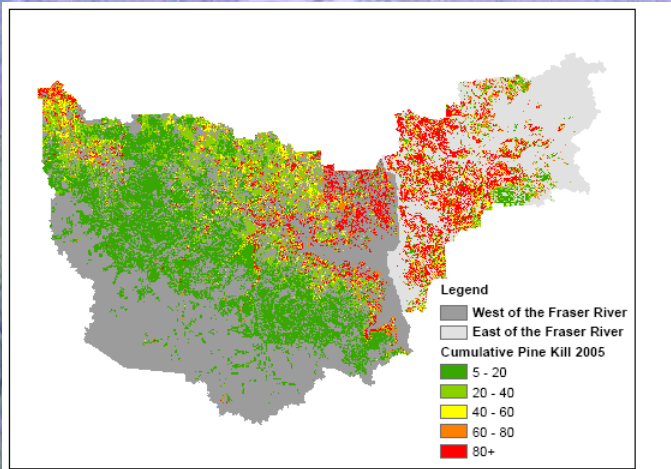 Legend
West of the Fraser River
East of the Fraser River
Cumulative Pine Kill 2005
5 - 20
20 - 40
40 - 60
60 - 80
80+